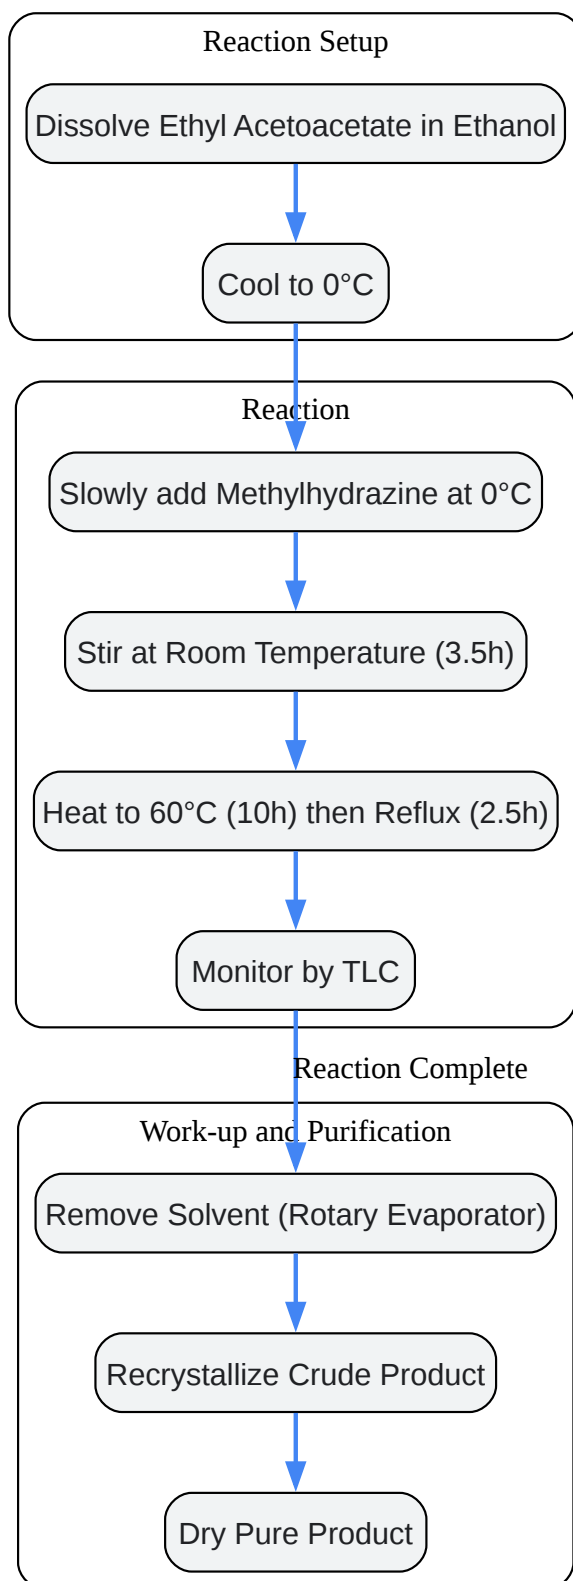 Reaction Setup
Dissolve Ethyl Acetoacetate in Ethanol
Cool to 0°C
Reaction
Slowly add Methylhydrazine at 0°C
Stir at Room Temperature (3.5h)
Heat to 60°C (10h) then Reflux (2.5h)
Monitor by TLC
Reaction Complete
Work-up and Purification
Remove Solvent (Rotary Evaporator)
Recrystallize Crude Product
Dry Pure Product